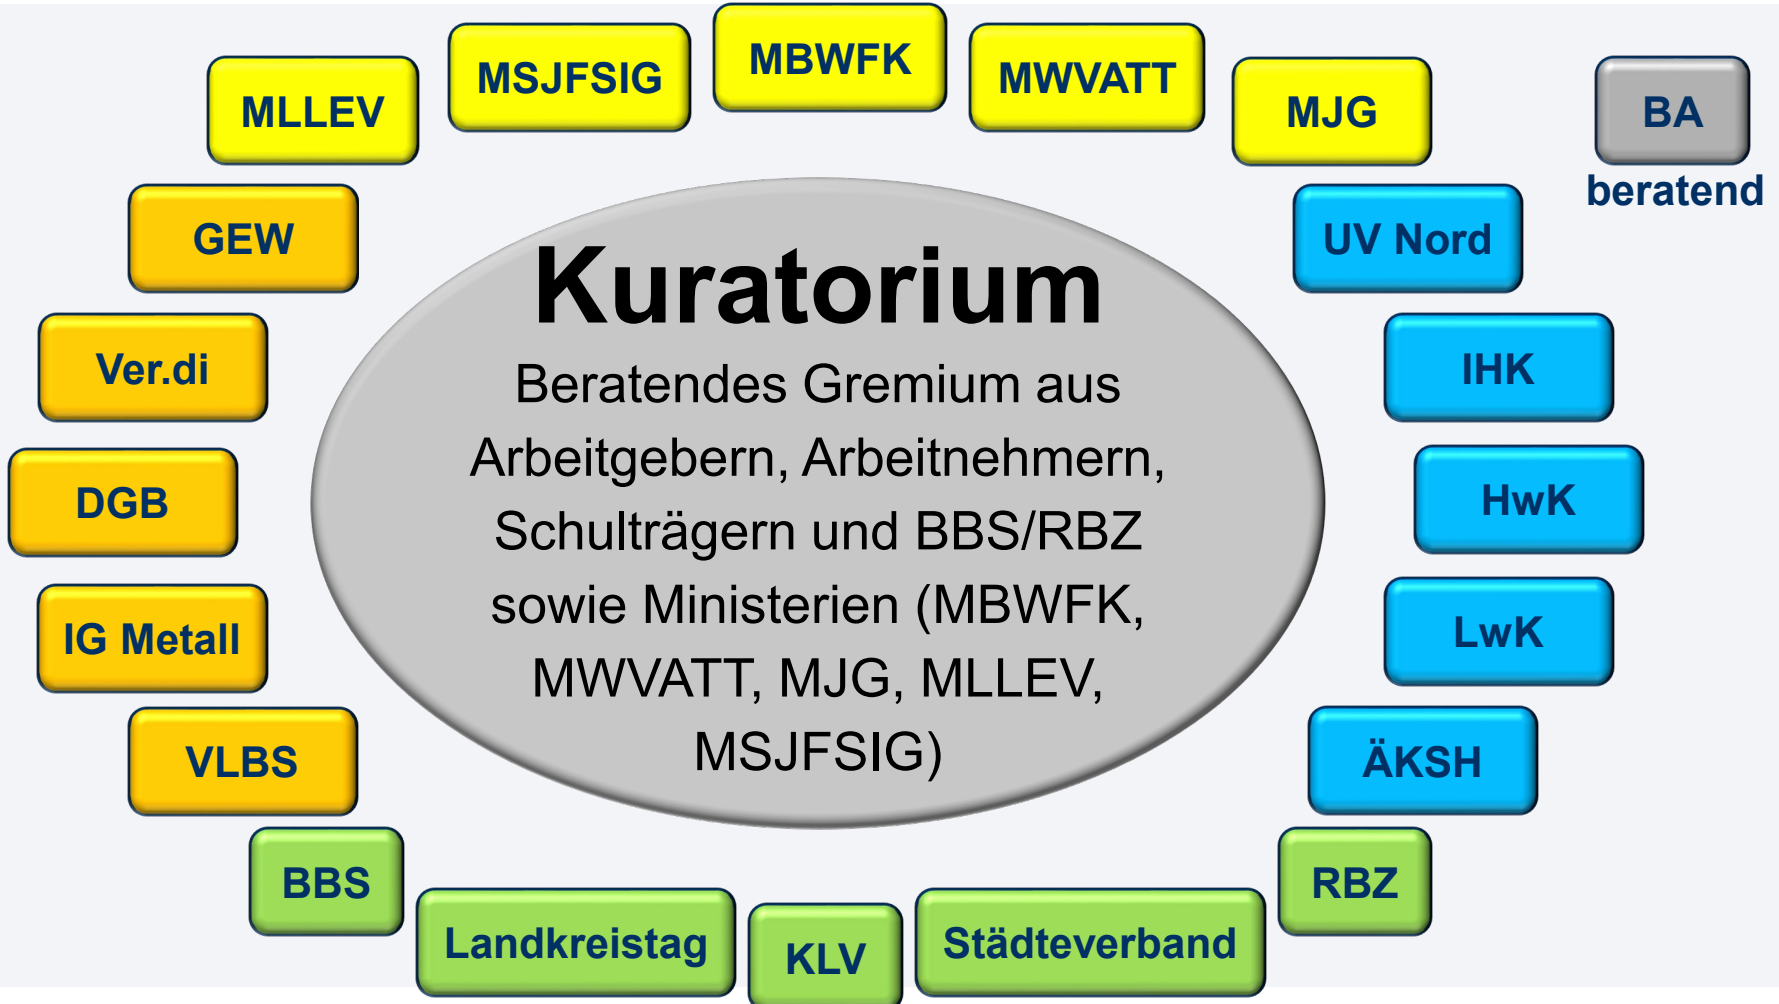 MBWFK
MSJFSIG
MWVATT
MLLEV
MJG
BA
beratend
GEW
UV Nord
Kuratorium
Beratendes Gremium aus
Arbeitgebern, Arbeitnehmern,
Schulträgern und BBS/RBZ
sowie Ministerien (MBWFK,
MWVATT, MJG, MLLEV,
MSJFSIG)
Ver.di
IHK
DGB
HwK
IG Metall
LwK
VLBS
ÄKSH
BBS
RBZ
Landkreistag
KLV
Städteverband